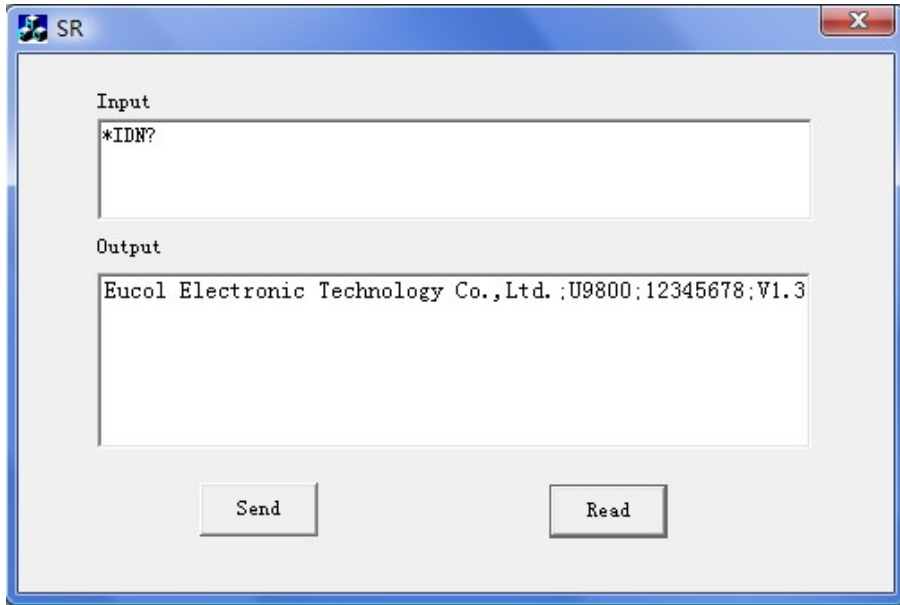 SR
Input
*IDN?
Output
Eucol Electronic Technology Co.,Ltd.;U9800;12345678;V1.3
Send
Read